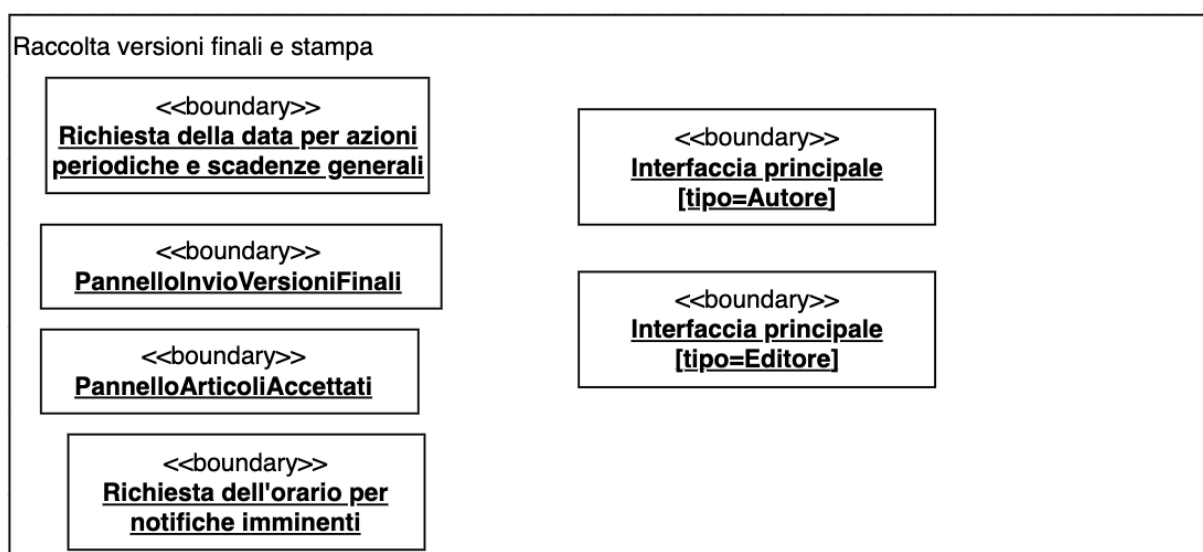 Raccolta versioni finali e stampa
<<boundary>>
Richiesta della data per azioni
periodiche e scadenze generali
<<boundary>>
PannelloInvioVersioniFinali
<<boundary>>
PannelloArticoliAccettati
<<boundary>>
Richiesta dell'orario per
notifiche imminenti
<<boundary>>
Interfaccia principale
[tipo=Autore]
<<boundary>>
Interfaccia principale
[tipo=Editore]